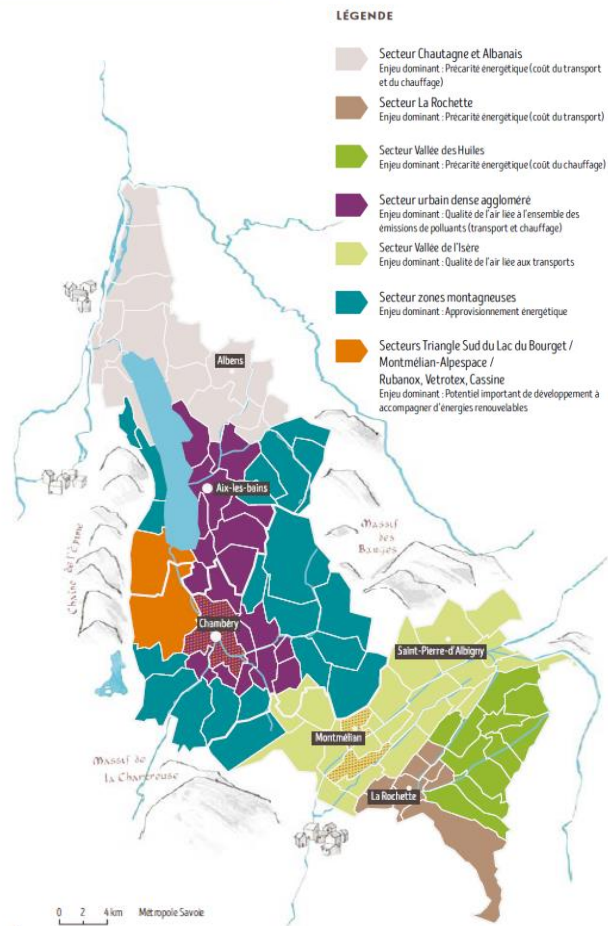 LÉGENDE
Secteur Chautagne et Albanais
Enjeu dominant : Précarité énergétique (coût du transport
et du chauffage)
Secteur La Rochette
Enjeu dominant : Précarité énergétique (coût du transport)
Secteur Vallée des Huiles
Enjeu dominant : Précarité énergétique (coût du chauffage)
Secteur urbain dense aggloméré
Enjeu dominant : Qualité de l'air liée à l'ensemble des
émissions de polluants (transport et chauffage)
Secteur Vallée de l'Isère
Enjeu dominant : Qualité de l'air liée aux transports
Secteur zones montagneuses
Enjeu dominant : Approvisionnement énergétique
Secteurs Triangle Sud du Lac du Bourget /
Montmélian-Alpespace /
Rubanox, Vetrotex, Cassine
Enjeu dominant : Potentiel important de développement à
accompagner d'énergies renouvelables
Albens
Aix-les-bains
Massif
des
Bauges
Chaîne de l'Épine
Chambéry
Saint-Pierre-d'Albigny
Montmélian
Massif de
la Chartreuse
La Rochette
0 2 4 km Métropole Savoie